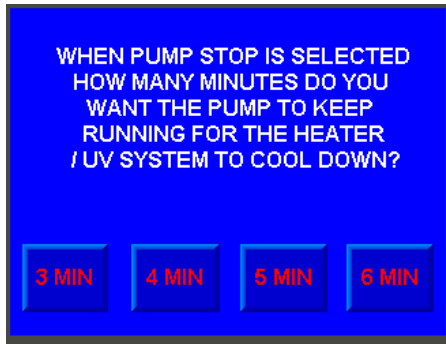 WHEN PUMP STOP IS SELECTED
HOW MANY MINUTES DO YOU
WANT THE PUMP TO KEEP
RUNNING FOR THE HEATER
/ UV SYSTEM TO COOL DOWN?
3 MIN 4 MIN 5 MIN 6 MIN